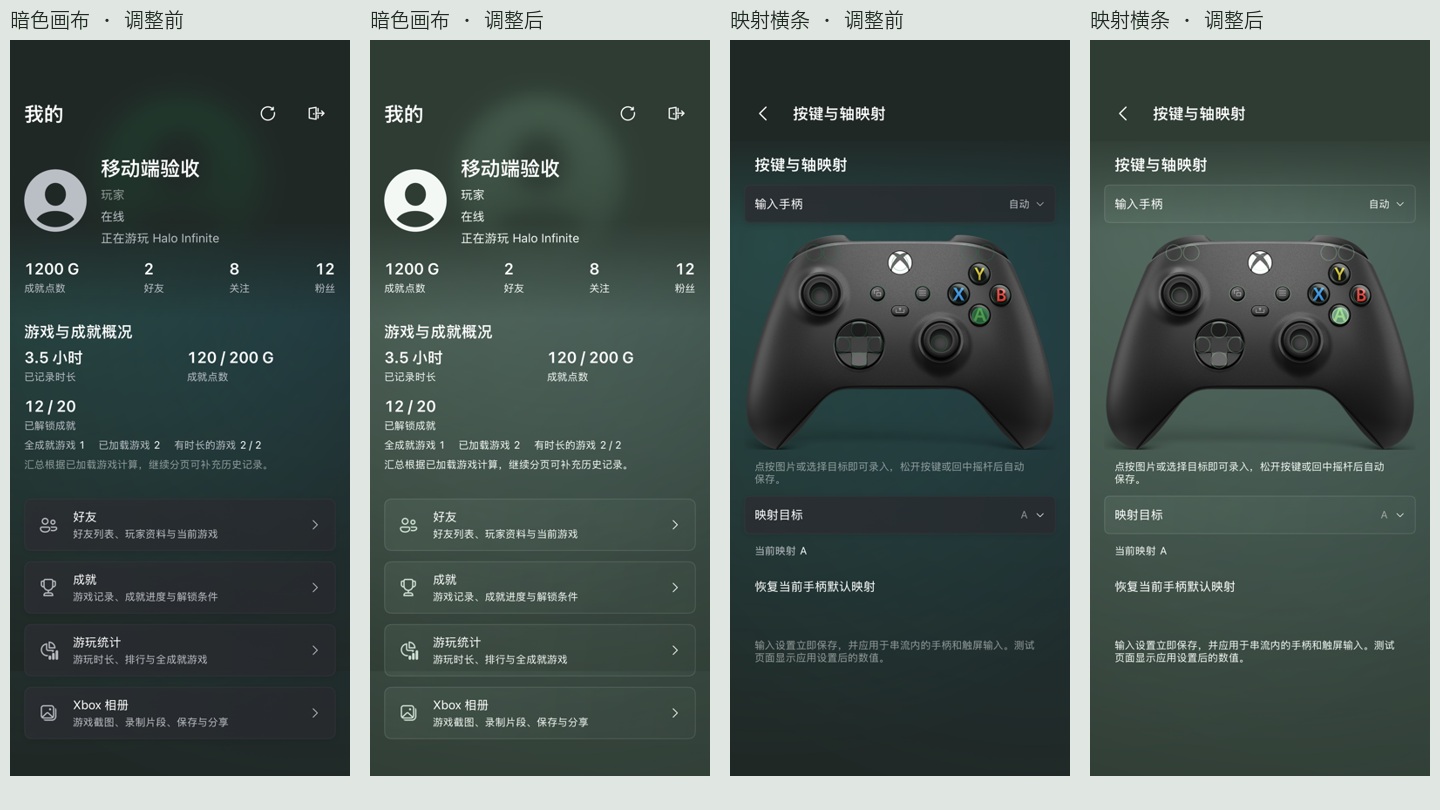 暗色画布 · 调整前
我的
移动端验收
玩家
在线
正在游玩 Halo Infinite
1200 G 2 8 12
成就点数 好友 关注 粉丝
游戏与成就概况
3.5 小时 120 / 200 G
已记录时长 成就点数
12 / 20
已解锁成就
全成就游戏 1 已加载游戏 2 有时长的游戏 2 / 2
汇总根据已加载游戏计算，继续分页可补充历史记录。
好友
好友列表、玩家资料与当前游戏
成就
游戏记录、成就进度与解锁条件
游玩统计
游玩时长、排行与全成就游戏
Xbox 相册
游戏截图、录制片段、保存与分享
暗色画布 · 调整后
我的
移动端验收
玩家
在线
正在游玩 Halo Infinite
1200 G 2 8 12
成就点数 好友 关注 粉丝
游戏与成就概况
3.5 小时 120 / 200 G
已记录时长 成就点数
12 / 20
已解锁成就
全成就游戏 1 已加载游戏 2 有时长的游戏 2 / 2
汇总根据已加载游戏计算，继续分页可补充历史记录。
好友
好友列表、玩家资料与当前游戏
成就
游戏记录、成就进度与解锁条件
游玩统计
游玩时长、排行与全成就游戏
Xbox 相册
游戏截图、录制片段、保存与分享
映射横条 · 调整前
按键与轴映射
按键与轴映射
输入手柄 自动
Y
X B
A
点按图片或选择目标即可录入，松开按键或回中摇杆后自动
保存。
映射目标 A
当前映射 A
恢复当前手柄默认映射
输入设置立即保存，并应用于串流内的手柄和触屏输入。测试
页面显示应用设置后的数值。
映射横条 · 调整后
按键与轴映射
按键与轴映射
输入手柄 自动
Y
X B
A
点按图片或选择目标即可录入，松开按键或回中摇杆后自动
保存。
映射目标 A
当前映射 A
恢复当前手柄默认映射
输入设置立即保存，并应用于串流内的手柄和触屏输入。测试
页面显示应用设置后的数值。